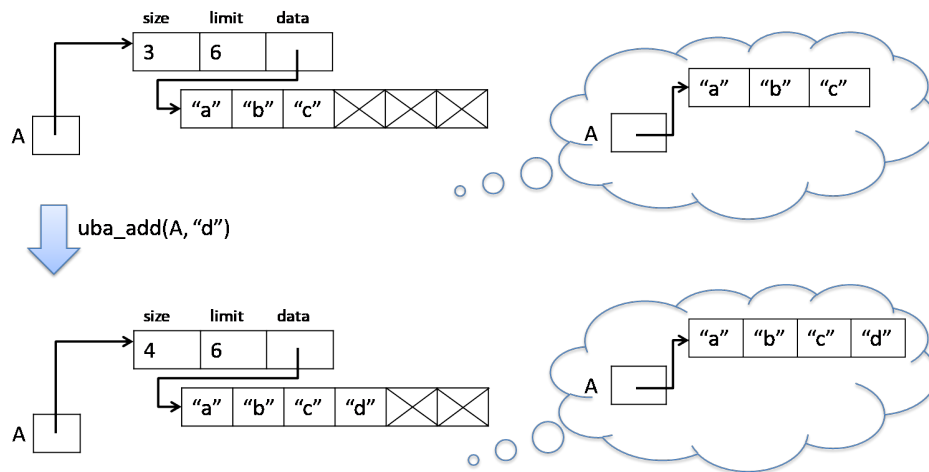 size limit data
3 6
“a” “b” “c”
A
“a” “b” “c”
A
uba_add(A, “d”)
size limit data
4 6
“a” “b” “c” “d”
A
“a” “b” “c” “d”
A